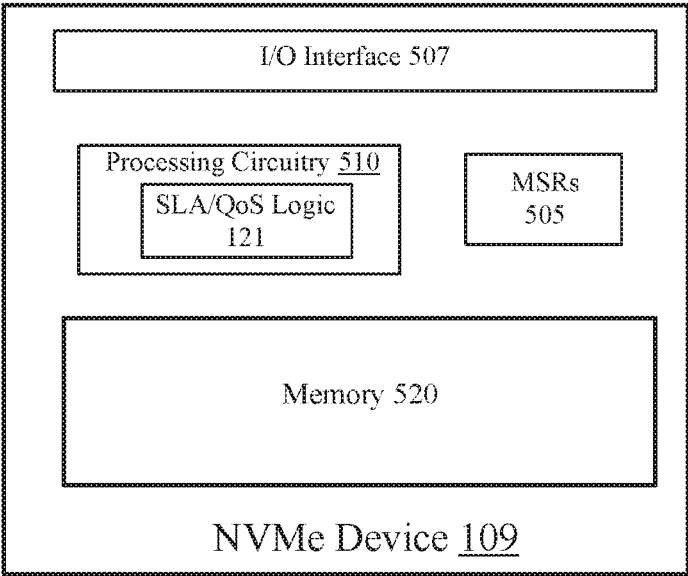 I/O Interface 507
Processing Circuitry 510
SLA/QoS Logic
121
MSRs
505
Memory 520
NVMe Device 109